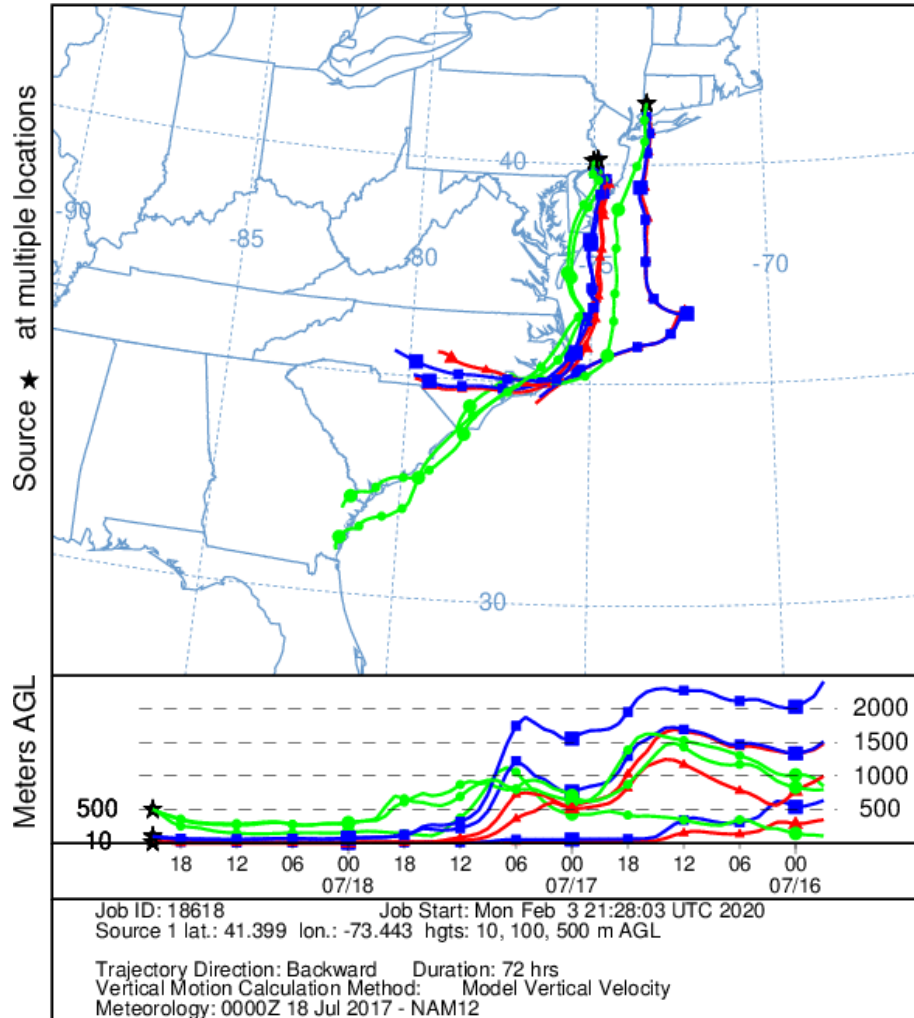 Source ★ at multiple locations
40
-90
-85
-80
-75
-70
35
30
Meters AGL
2000
1500
1000
500
500
10
18 12 06 00 18 12 06 00 18 12 06 00
07/18 07/17 07/16
Job ID: 18618 Job Start: Mon Feb 3 21:28:03 UTC 2020
Source 1 lat.: 41.399 lon.: -73.443 hgts: 10, 100, 500 m AGL
Trajectory Direction: Backward Duration: 72 hrs
Vertical Motion Calculation Method: Model Vertical Velocity
Meteorology: 0000Z 18 Jul 2017 - NAM12